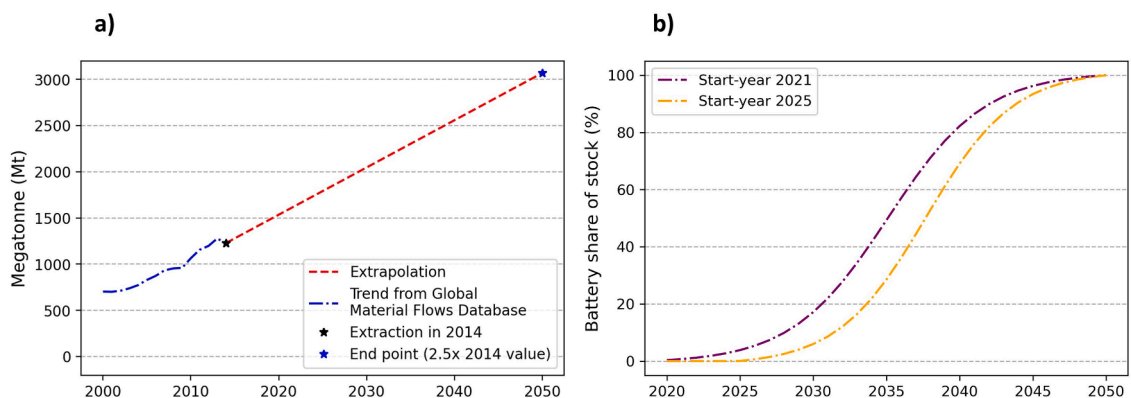 a)
Megatonne (Mt)
3000
2500
2000
1500
1000
500
0
2000
2010
2020
2030
2040
2050
Extrapolation
Trend from Global
Material Flows Database
Extraction in 2014
End point (2.5x 2014 value)
b)
Battery share of stock (%)
100
80
60
40
20
0
2020
2025
2030
2035
2040
2045
2050
Start-year 2021
Start-year 2025